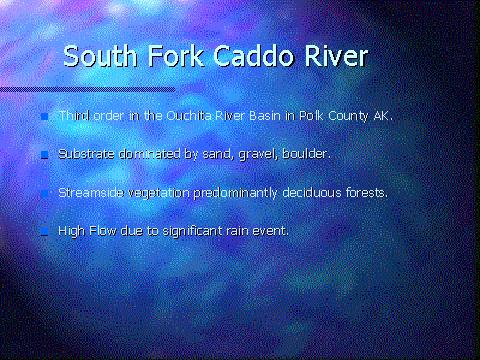 South Fork Caddo River
Third order in the Ouchita River Basin in Polk County AK.
Substrate dominated by sand, gravel, boulder.
Streamside vegetation predominantly deciduous forests.
High Flow due to significant rain event.